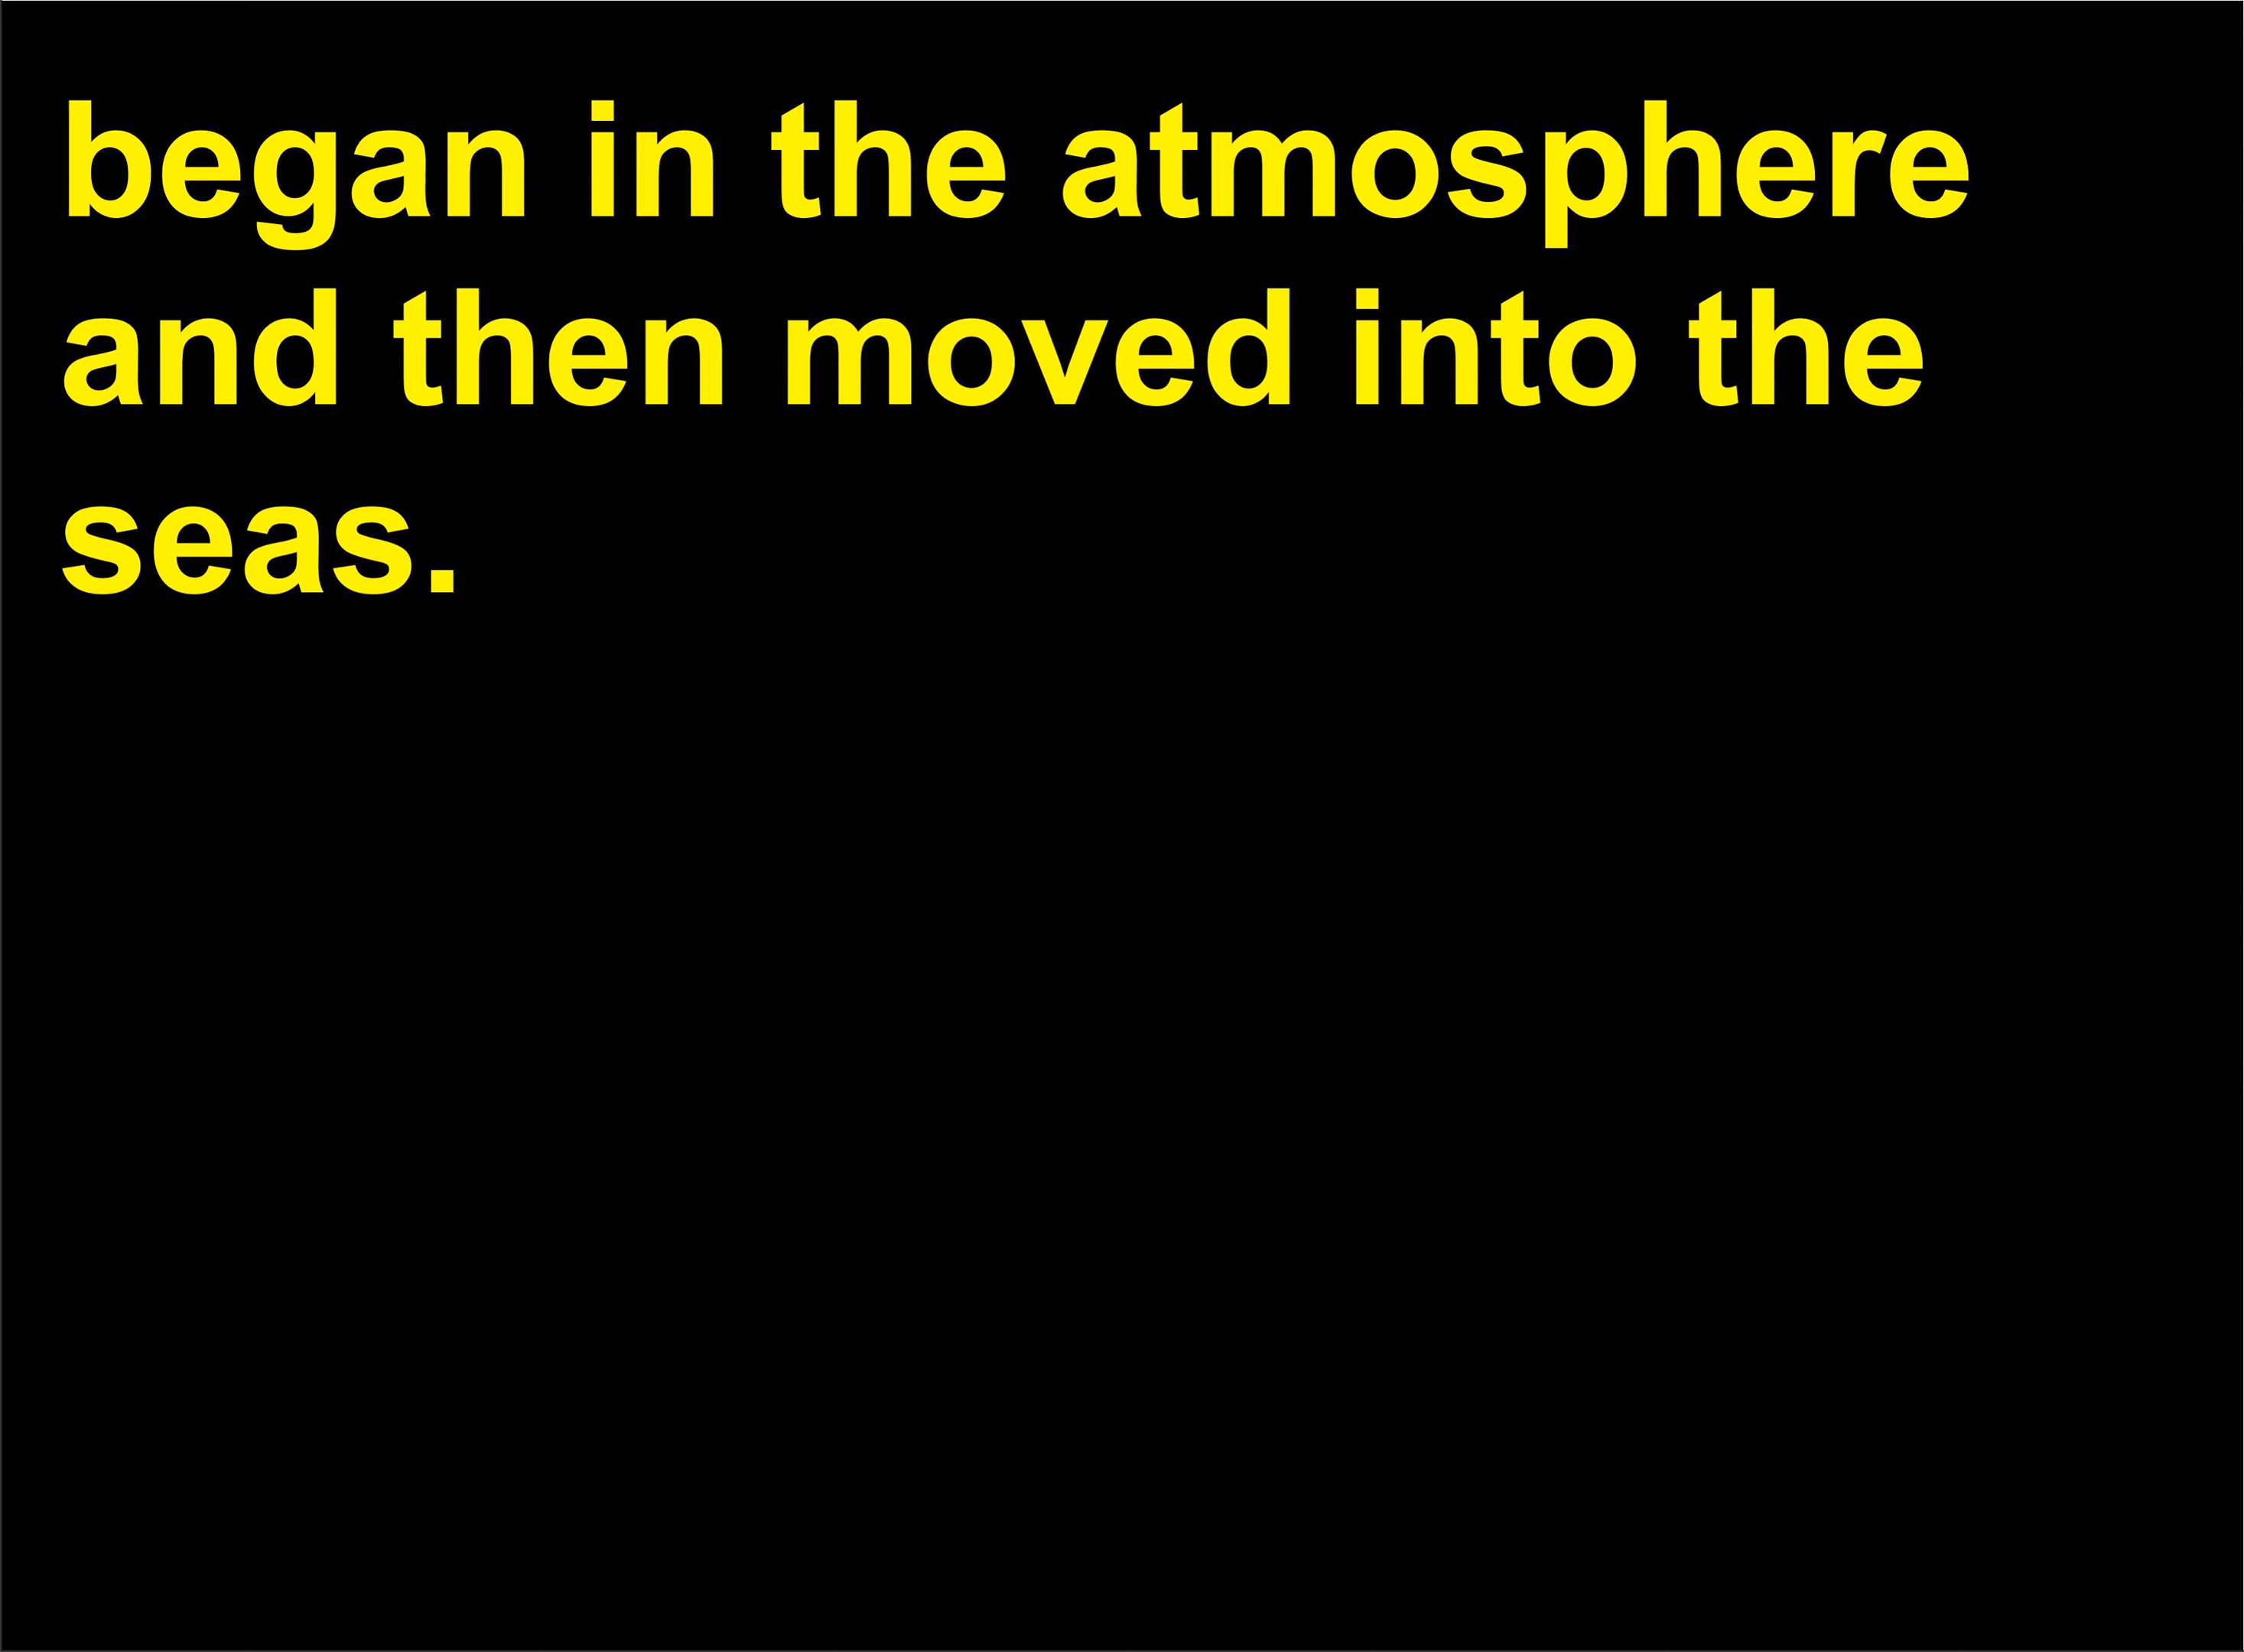 began in the atmosphere
and then moved into the
seas.